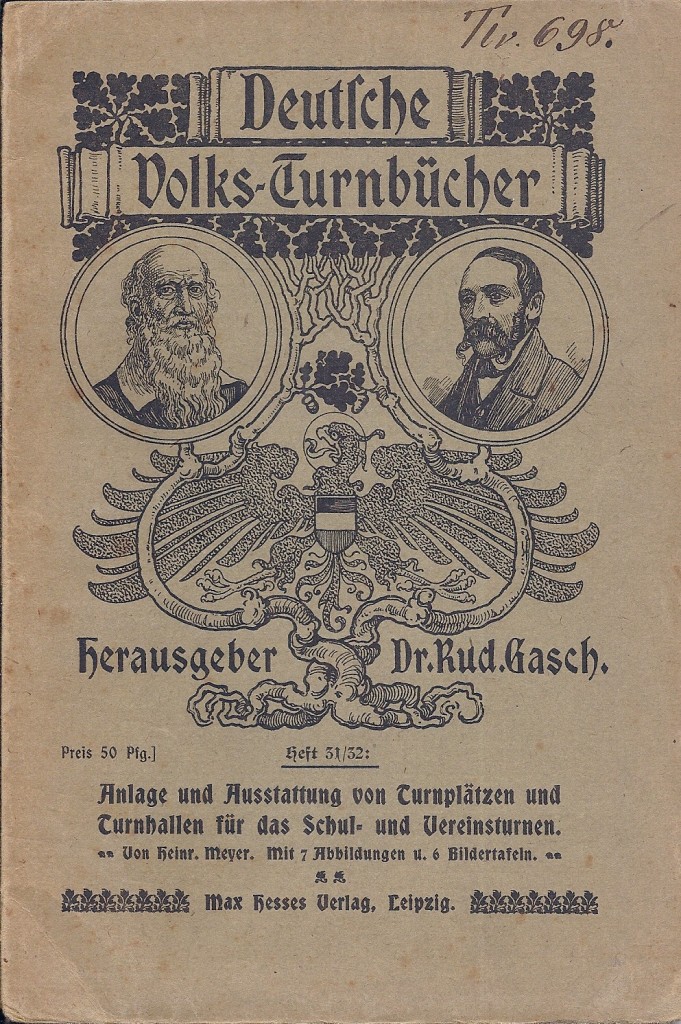 Nr. 698.
Deutſche
Volks-Turnbücher
Herausgeber Dr. Rud. Gasch.
Preis 50 Pfg.] Heft 31/32:
Anlage und Ausstattung von Turnplätzen und
Turnhallen für das Schul- und Vereinsturnen.
Von Heinr. Meyer. Mit 7 Abbildungen u. 6 Bildertafeln.
Max Hesses Verlag, Leipzig.